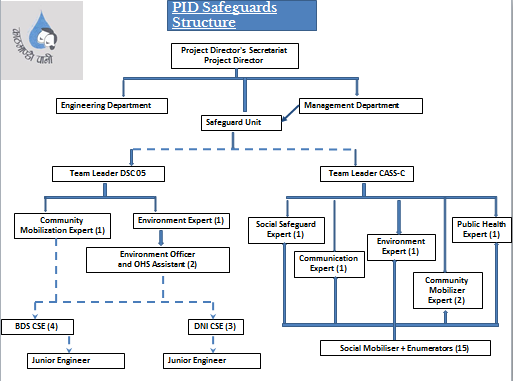 PID Safeguards
Structure
काठमाण्डौ पानी
Project Director's Secretariat
Project Director
Engineering Department
Management Department
Safeguard Unit
Team Leader DSC 05
Team Leader CASS-C
Community
Mobilization Expert (1)
Environment Expert (1)
Social Safeguard
Expert (1)
Public Health
Expert (1)
Environment
Expert (1)
Communication
Expert (1)
Environment Officer
and OHS Assistant (2)
Community
Mobilizer
Expert (2)
BDS CSE (4)
DNI CSE (3)
Social Mobiliser + Enumerators (15)
Junior Engineer
Junior Engineer